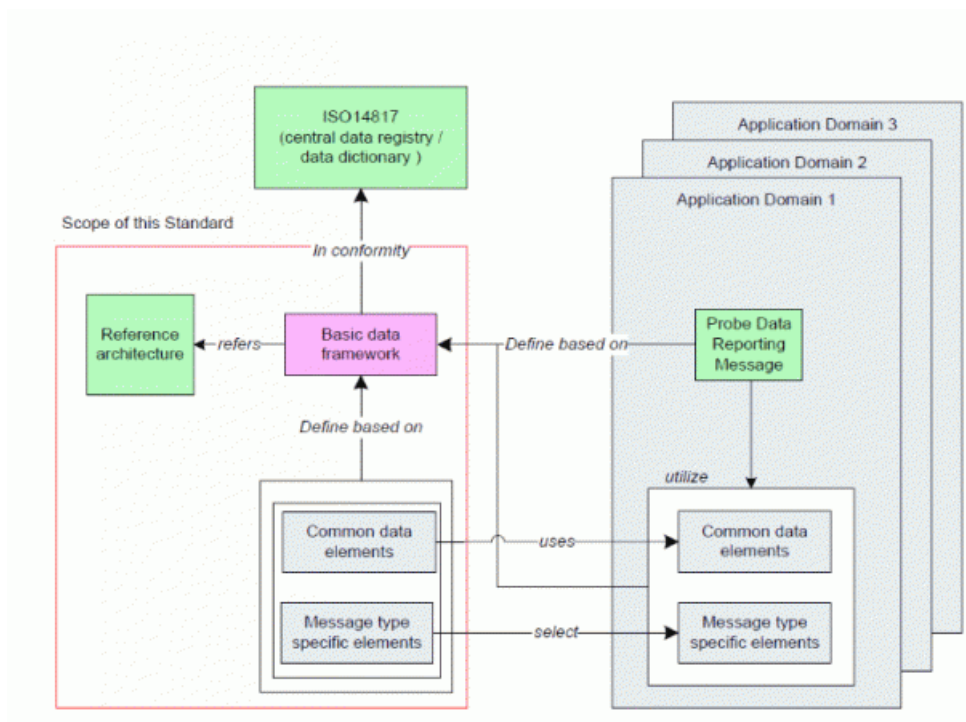 ISO14817
(central data registry /
data dictionary )
Application Domain 3
Application Domain 2
Application Domain 1
Scope of this Standard
In conformity
Reference
architecture
refers
Basic data
framework
Define based on
Probe Data
Reporting
Message
Define based on
utilize
Common data
elements
uses
Common data
elements
Message type
specific elements
select
Message type
specific elements